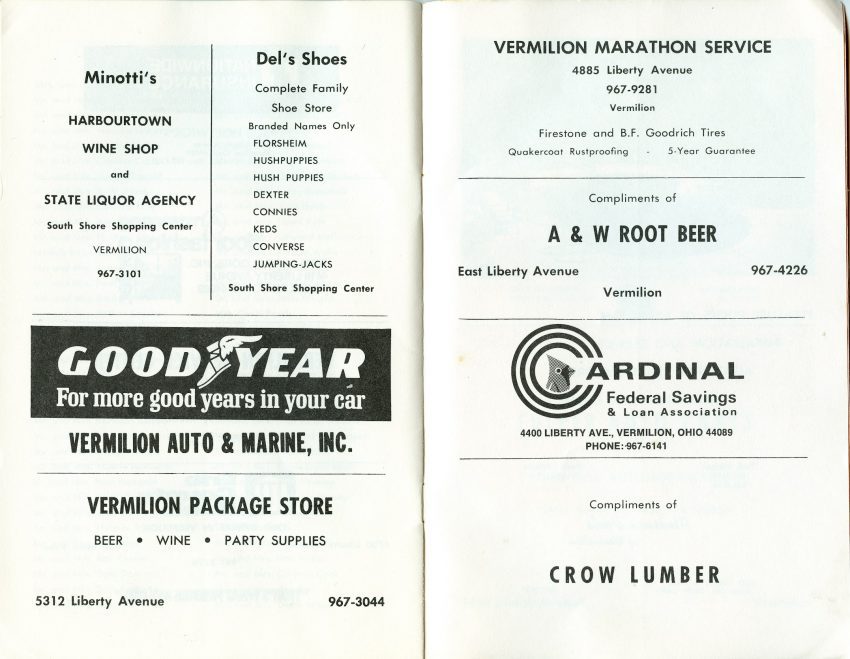 Minotti's
HARBOURTOWN
WINE SHOP
and
STATE LIQUOR AGENCY
South Shore Shopping Center
VERMILION
967-3101
Del's Shoes
Complete Family
Shoe Store
Branded Names Only
FLORSHEIM
HUSHPUPPIES
HUSH PUPPIES
DEXTER
CONNIES
KEDS
CONVERSE
JUMPING-JACKS
South Shore Shopping Center
GOOD YEAR
For more good years in your car
VERMILION AUTO & MARINE, INC.
VERMILION PACKAGE STORE
BEER • WINE • PARTY SUPPLIES
5312 Liberty Avenue 967-3044
VERMILION MARATHON SERVICE
4885 Liberty Avenue
967-9281
Vermilion
Firestone and B.F. Goodrich Tires
Quakercoat Rustproofing - 5-Year Guarantee
Compliments of
A & W ROOT BEER
East Liberty Avenue 967-4226
Vermilion
CARDINAL
Federal Savings
& Loan Association
4400 LIBERTY AVE., VERMILION, OHIO 44089
PHONE: 967-6141
Compliments of
CROW LUMBER